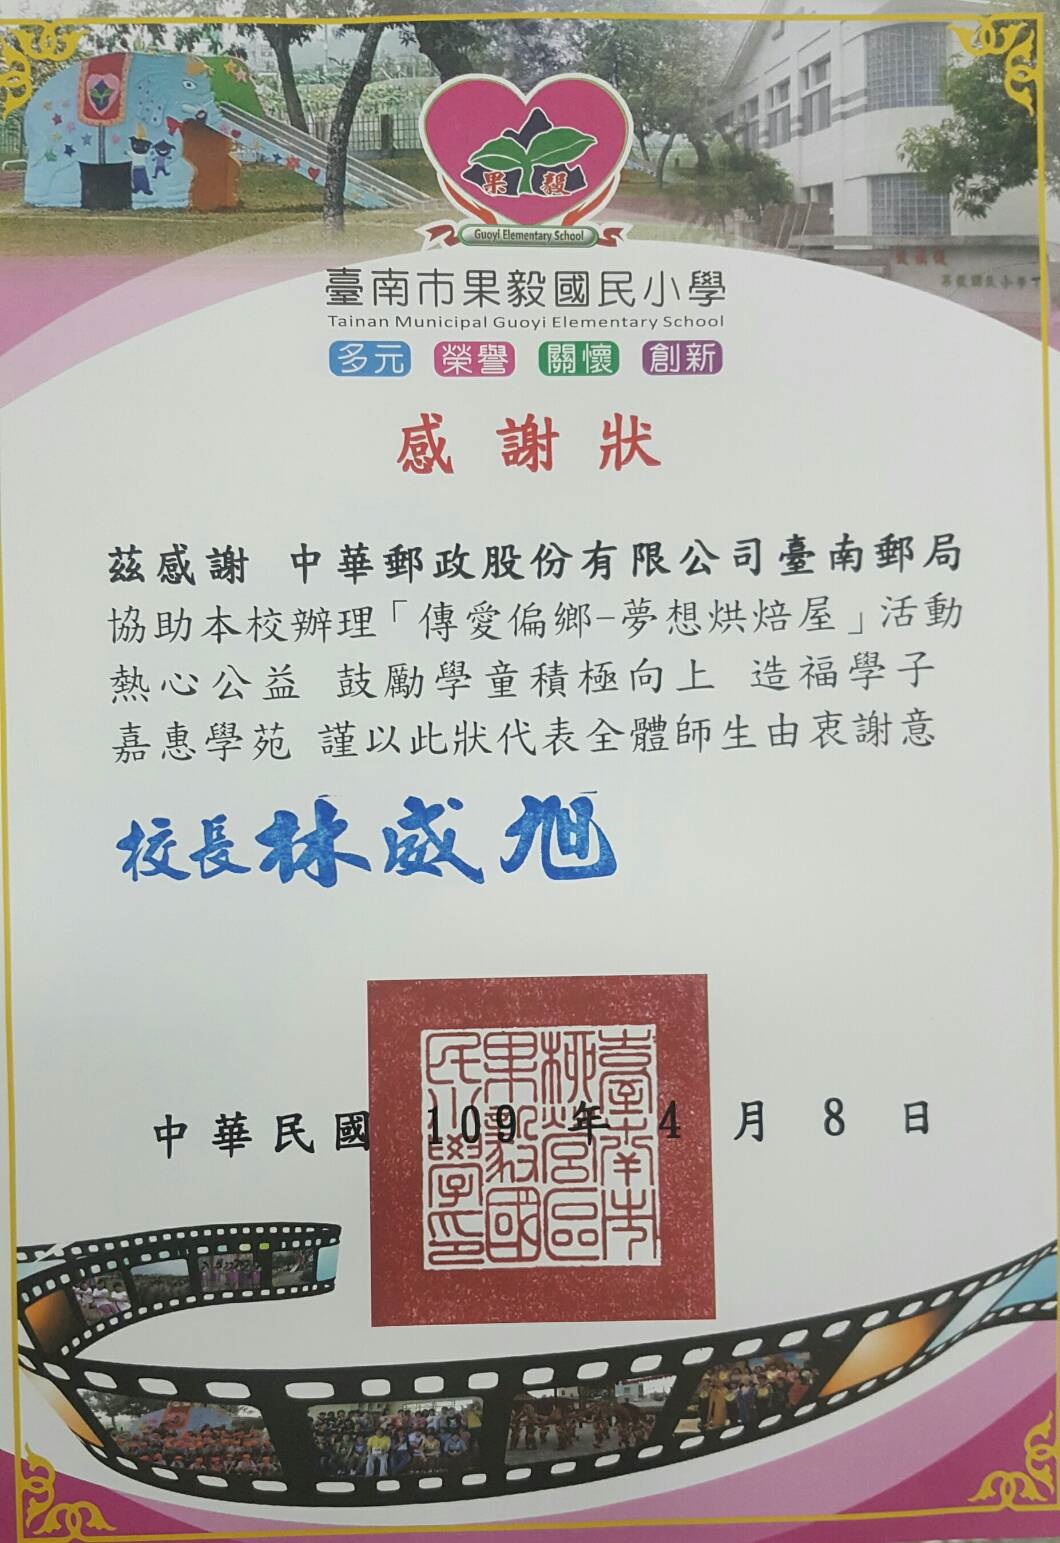 果毅
Guoyi Elementary School
臺南市果毅國民小學
Tainan Municipal Guoyi Elementary School
多元 榮譽 關懷 創新
感謝狀
茲感謝 中華郵政股份有限公司臺南郵局
協助本校辦理「傳愛偏鄉-夢想烘焙屋」活動
熱心公益 鼓勵學童積極向上 造福學子
嘉惠學苑 謹以此狀代表全體師生由衷謝意
校長林威旭
中華民國 109 年 4 月 8 日
臺南市
柳營區
果毅國
民小學印